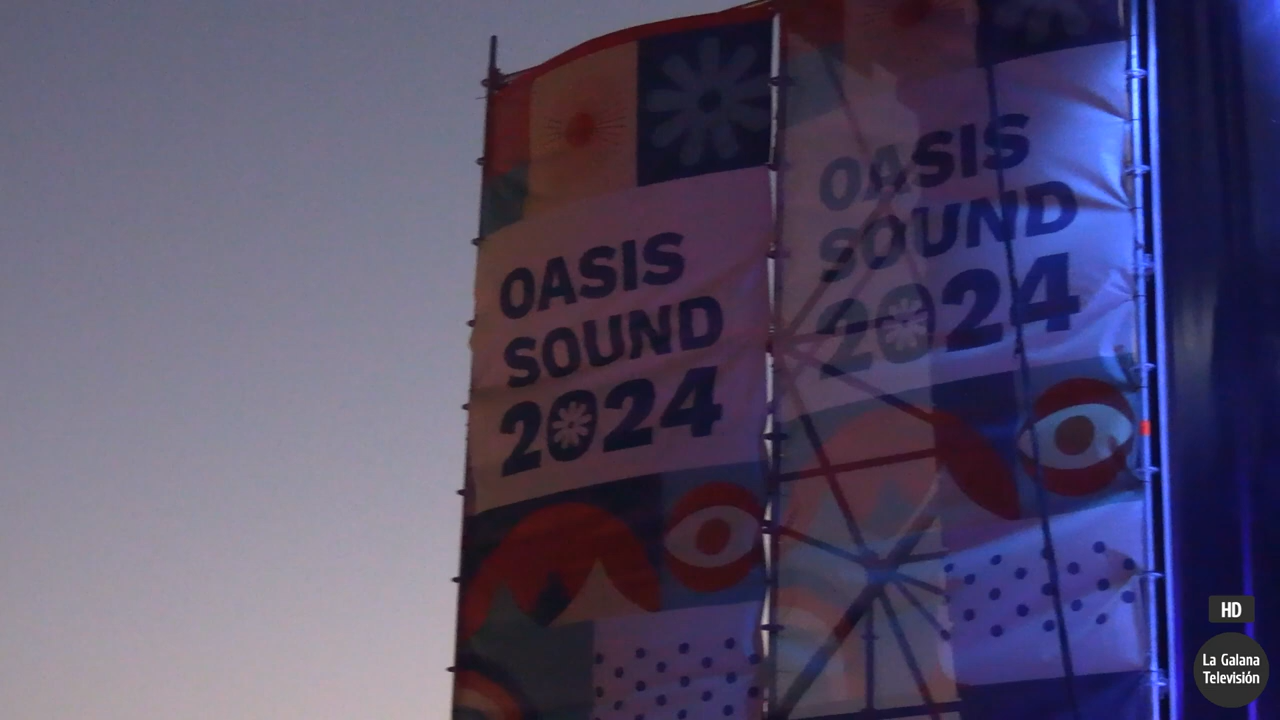 OASIS
SOUND
2024
OASIS
SOUND
2024
HD
La Galana
Televisión